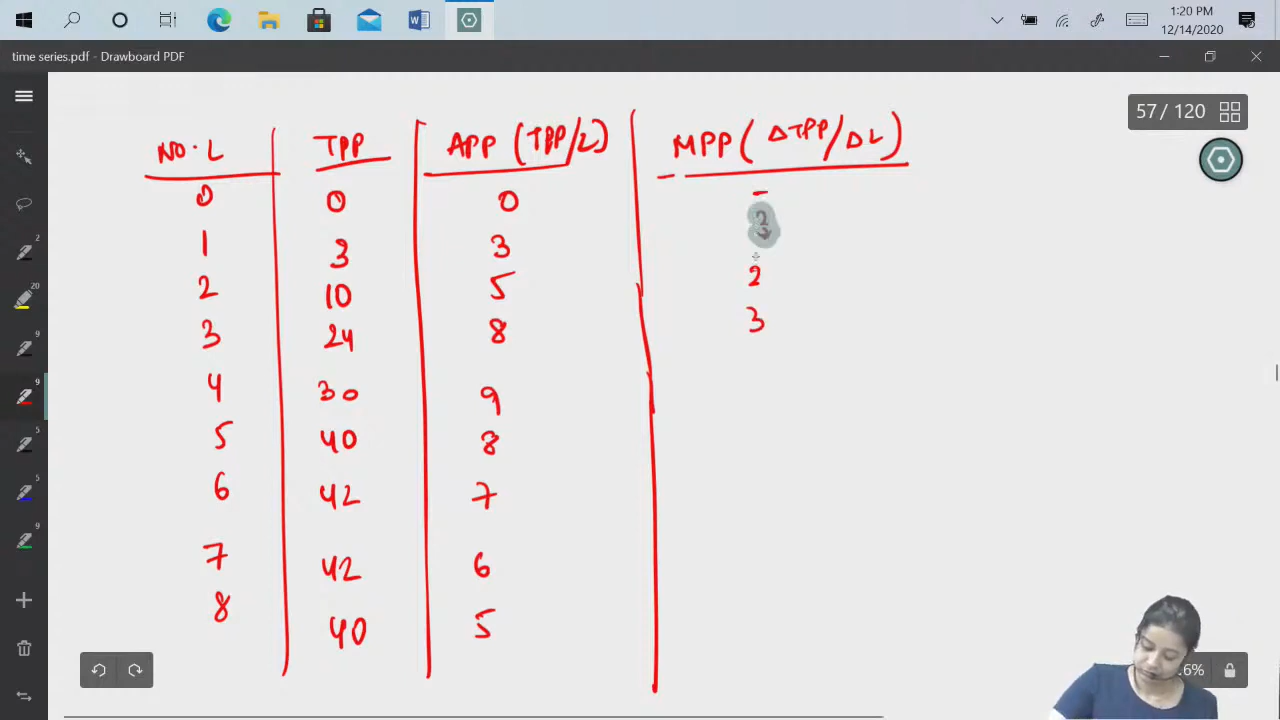 1:20 PM
12/14/2020
time series.pdf - Drawboard PDF
57 / 120
NO. L TPP APP (TPP/L) MPP (ΔTPP/ΔL)
0 0 0 -
1 3 3
2 10 5 2
3 24 8 3
4 30 9
5 40 8
6 42 7
7 42 6
8 40 5
6%